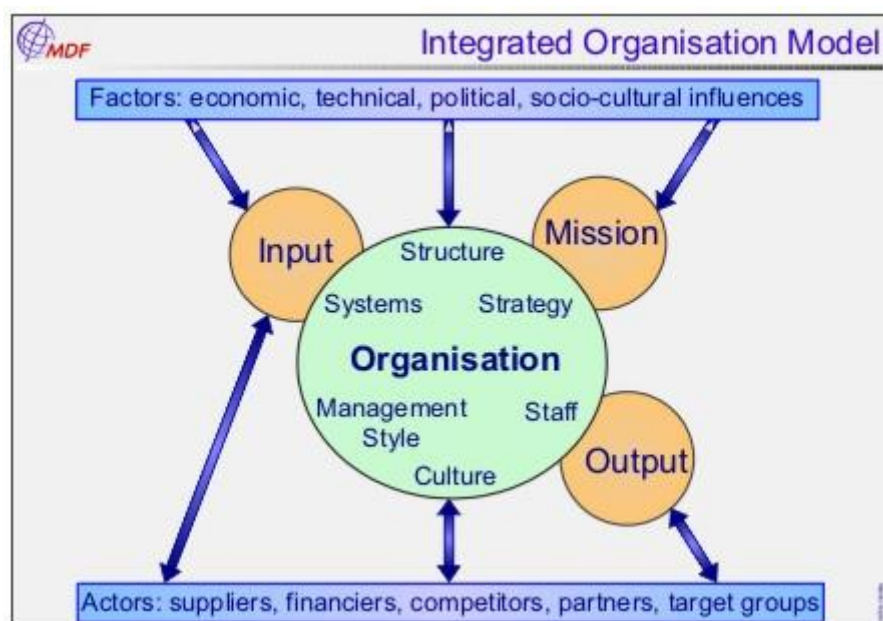 MDF
Integrated Organisation Model
Factors: economic, technical, political, socio-cultural influences
Input
Mission
Structure
Systems
Strategy
Organisation
Management
Style
Staff
Culture
Output
Actors: suppliers, financiers, competitors, partners, target groups